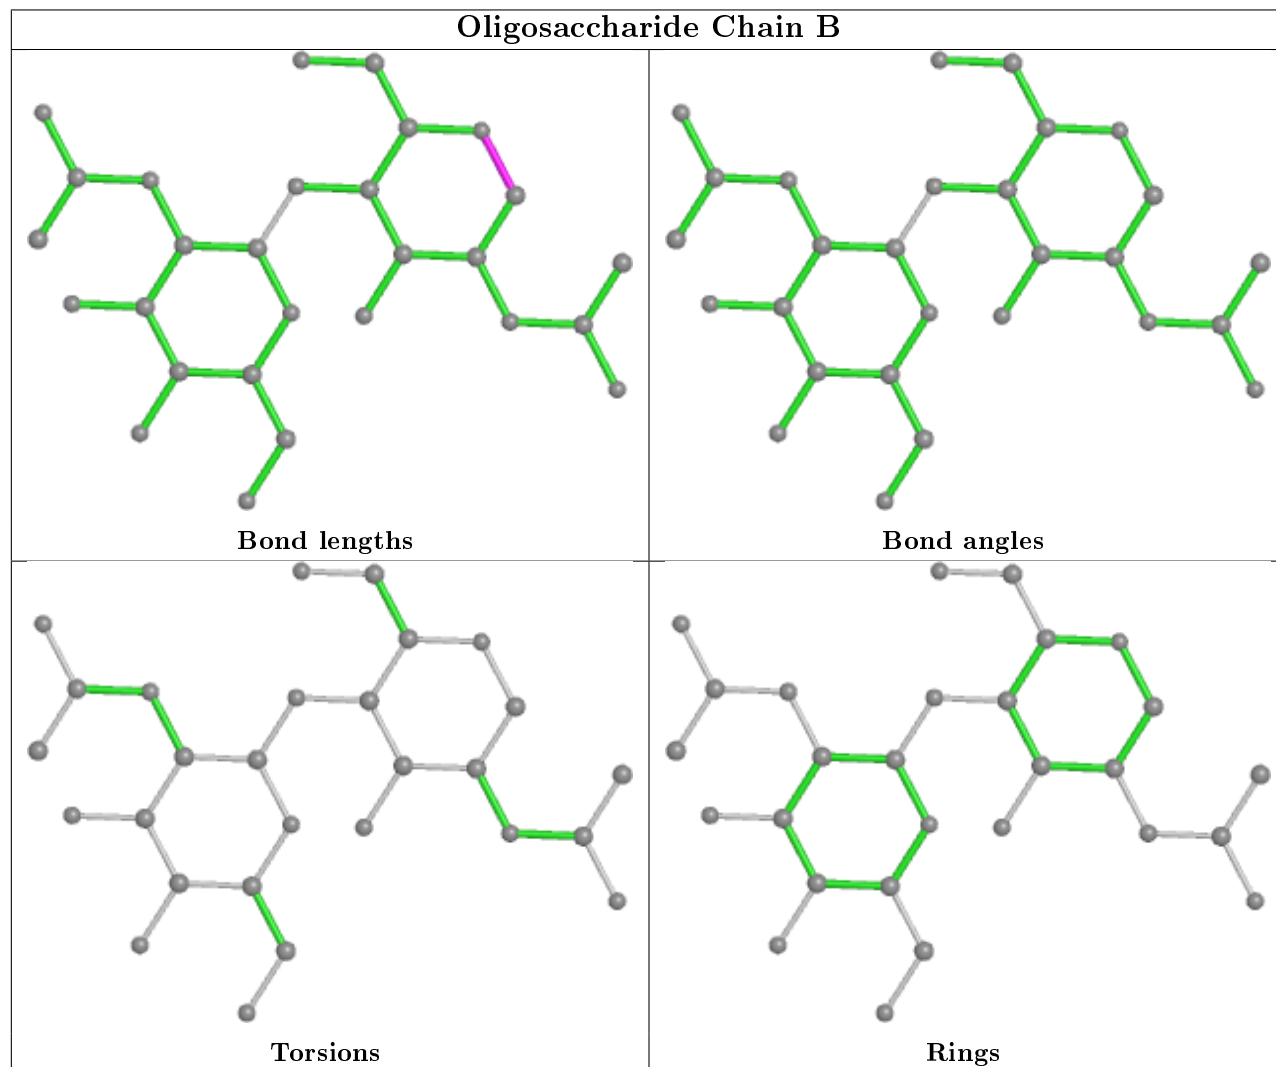 Oligosaccharide Chain B
Bond lengths
Bond angles
Torsions
Rings